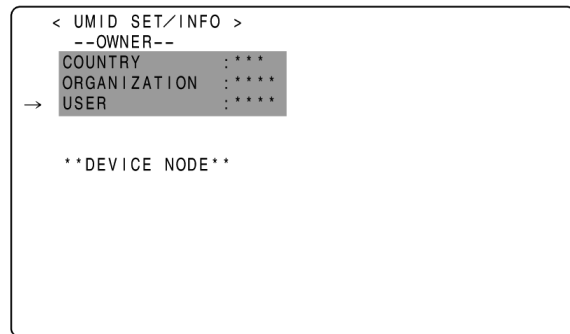 < UMID SET/INFO >
--OWNER--
COUNTRY :***
ORGANIZATION :****
→ USER :****
**DEVICE NODE**